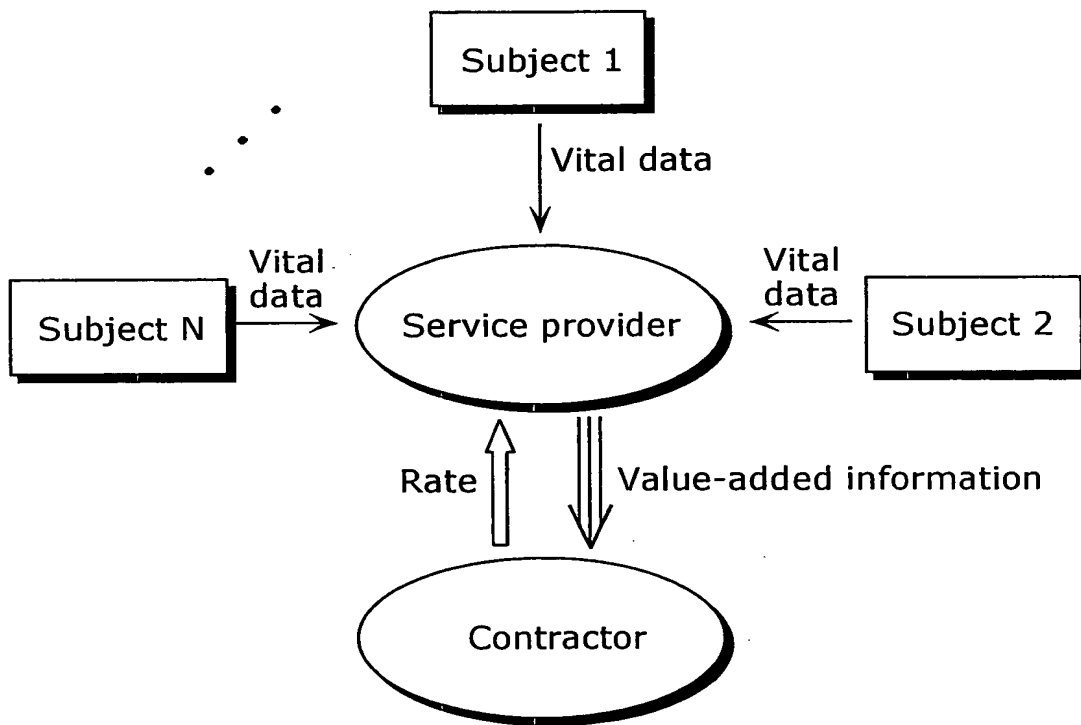 Subject 1
Vital data
Vital
data
Subject N
Service provider
Vital
data
Subject 2
Rate
Value-added information
Contractor